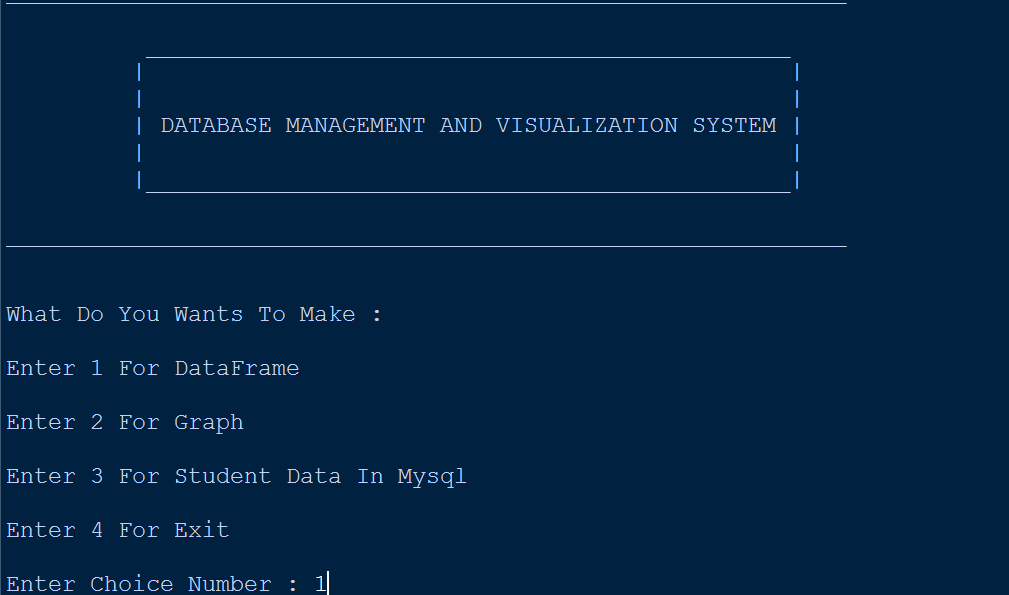 DATABASE MANAGEMENT AND VISUALIZATION SYSTEM
What Do You Wants To Make :
Enter 1 For DataFrame
Enter 2 For Graph
Enter 3 For Student Data In Mysql
Enter 4 For Exit
Enter Choice Number : 1